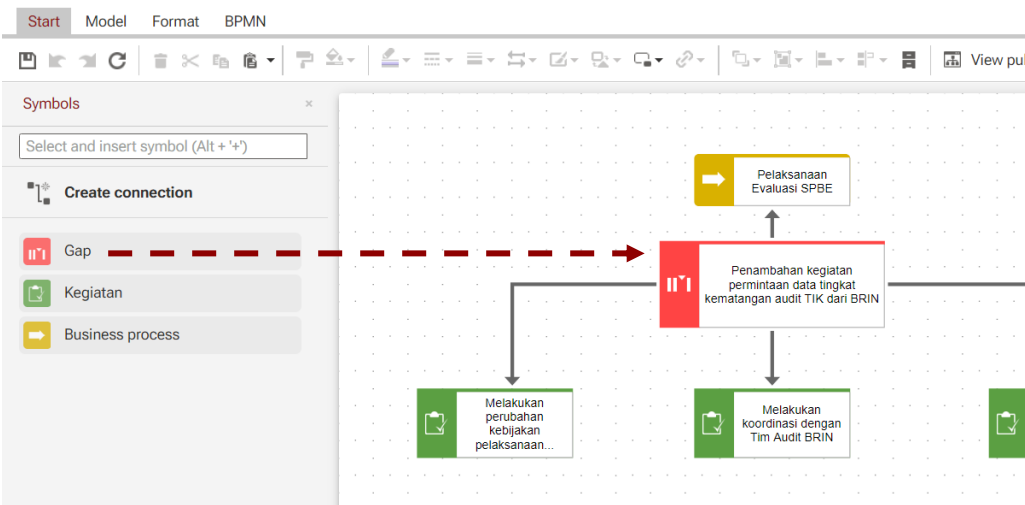 Start Model Format BPMN
View pul
Symbols ×
Select and insert symbol (Alt + '+')
Create connection
Gap
Kegiatan
Business process
Pelaksanaan
Evaluasi SPBE
Penambahan kegiatan
permintaan data tingkat
kematangan audit TIK dari BRIN
Melakukan
perubahan
kebijakan
pelaksanaan...
Melakukan
koordinasi dengan
Tim Audit BRIN